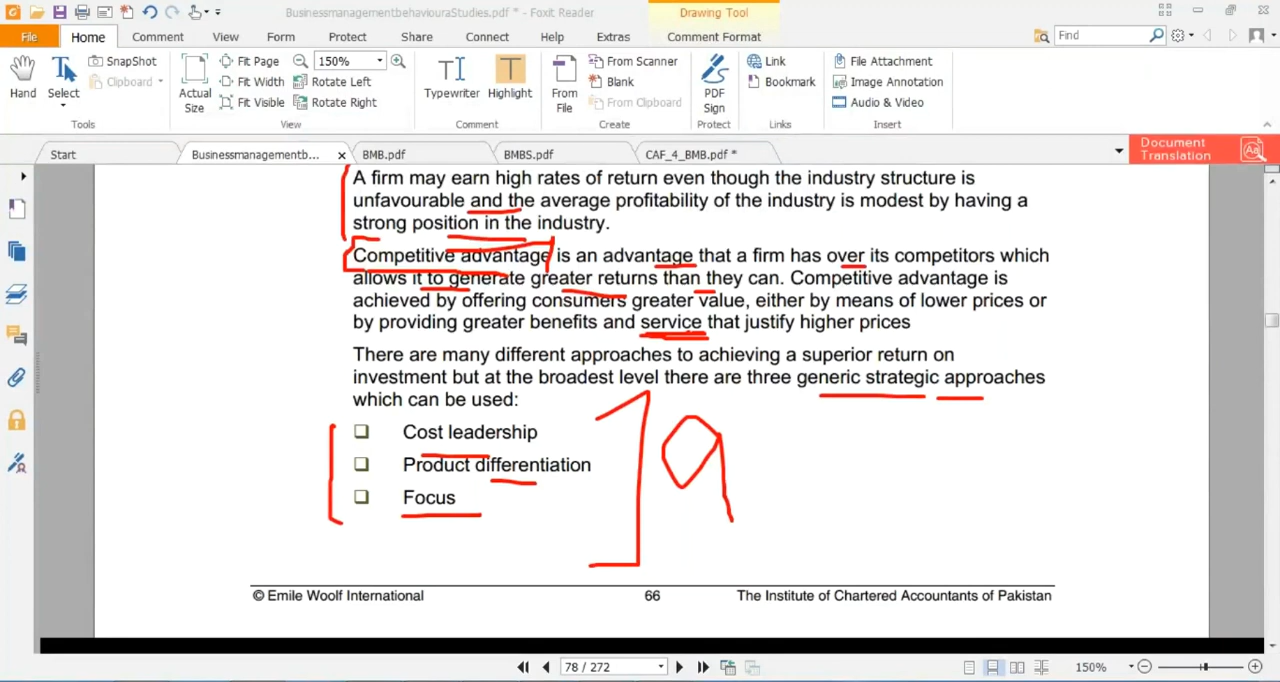 BusinessmanagementbehaviouraStudies.pdf * - Foxit Reader
Drawing Tool
File Home Comment View Form Protect Share Connect Help Extras Comment Format
Find
Hand
Select
SnapShot
Clipboard
Actual Size
Fit Page
Fit Width
Fit Visible
150%
Rotate Left
Rotate Right
Typewriter
Highlight
From File
From Scanner
Blank
From Clipboard
PDF Sign
Link
Bookmark
File Attachment
Image Annotation
Audio & Video
Tools View Comment Create Protect Links Insert
Start Businessmanagementb... BMB.pdf BMBS.pdf CAF_4_BMB.pdf *
Document Translation
A firm may earn high rates of return even though the industry structure is
unfavourable and the average profitability of the industry is modest by having a
strong position in the industry.
Competitive advantage is an advantage that a firm has over its competitors which
allows it to generate greater returns than they can. Competitive advantage is
achieved by offering consumers greater value, either by means of lower prices or
by providing greater benefits and service that justify higher prices
There are many different approaches to achieving a superior return on
investment but at the broadest level there are three generic strategic approaches
which can be used:
Cost leadership
Product differentiation
Focus
© Emile Woolf International 66 The Institute of Chartered Accountants of Pakistan
78 / 272
150%